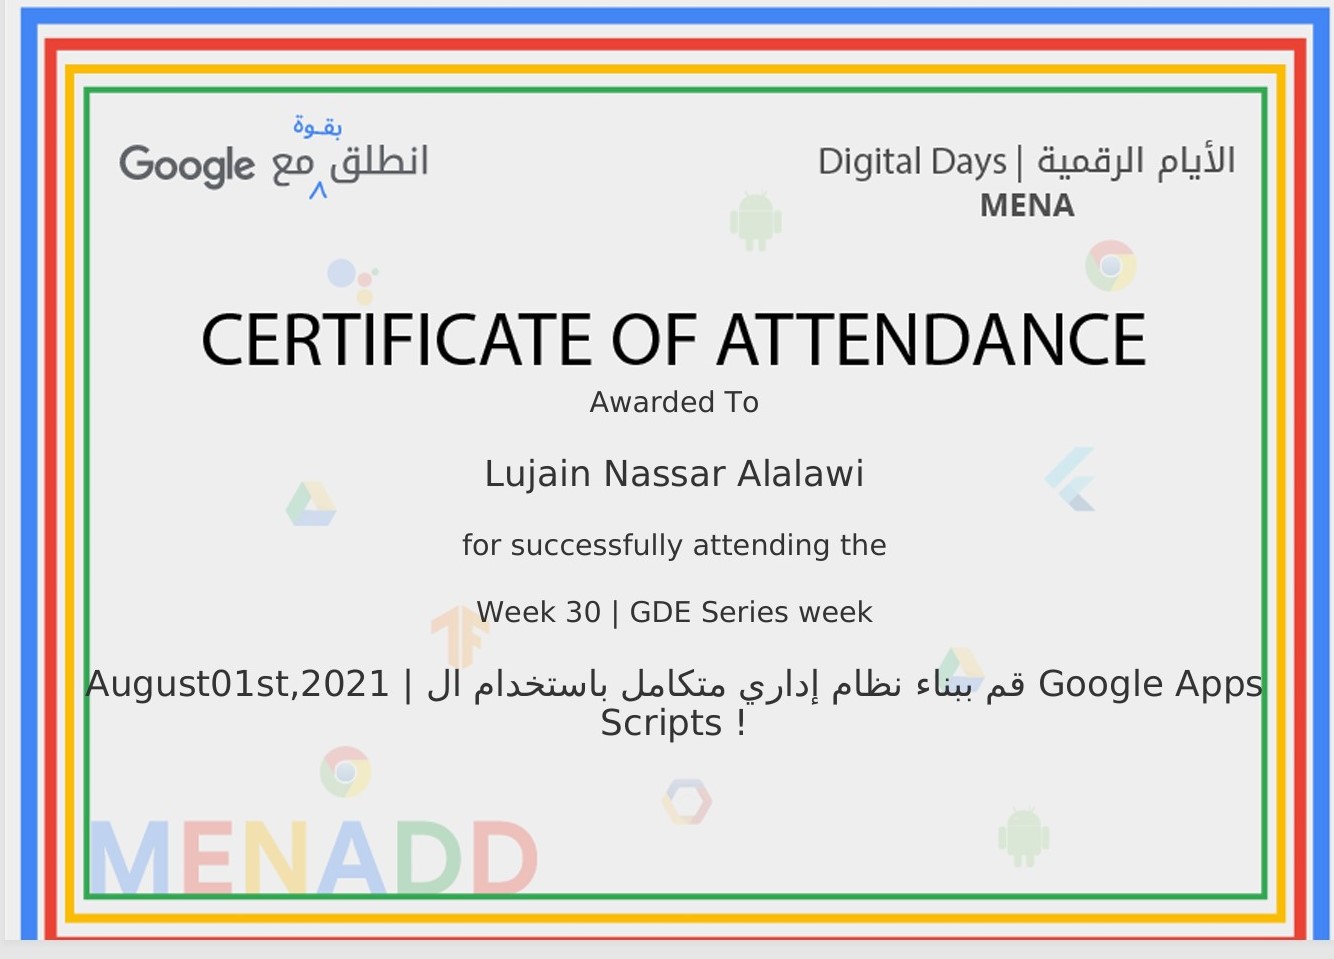 بقـوة
انطلق مع Google
Digital Days | الأيام الرقمية
MENA
CERTIFICATE OF ATTENDANCE
Awarded To
Lujain Nassar Alalawi
for successfully attending the
Week 30 | GDE Series week
August01st,2021 | قم ببناء نظام إداري متكامل باستخدام ال Google Apps
Scripts !
MENADD